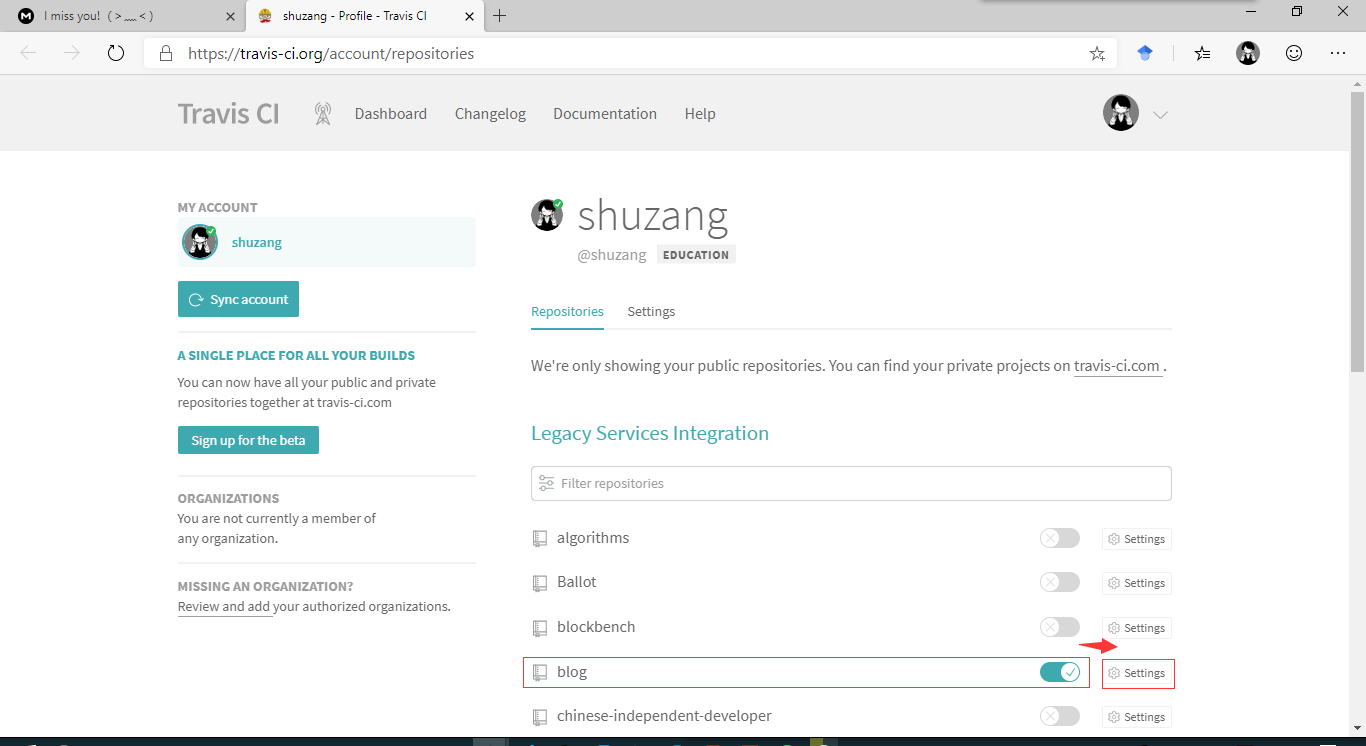 I miss you! ( > ﹏ < )
shuzang - Profile - Travis CI
https://travis-ci.org/account/repositories
Travis CI
Dashboard
Changelog
Documentation
Help
MY ACCOUNT
shuzang
Sync account
A SINGLE PLACE FOR ALL YOUR BUILDS
You can now have all your public and private
repositories together at travis-ci.com
Sign up for the beta
ORGANIZATIONS
You are not currently a member of
any organization.
MISSING AN ORGANIZATION?
Review and add your authorized organizations.
shuzang
@shuzang EDUCATION
Repositories Settings
We're only showing your public repositories. You can find your private projects on travis-ci.com .
Legacy Services Integration
Filter repositories
algorithms Settings
Ballot Settings
blockbench Settings
blog Settings
chinese-independent-developer Settings